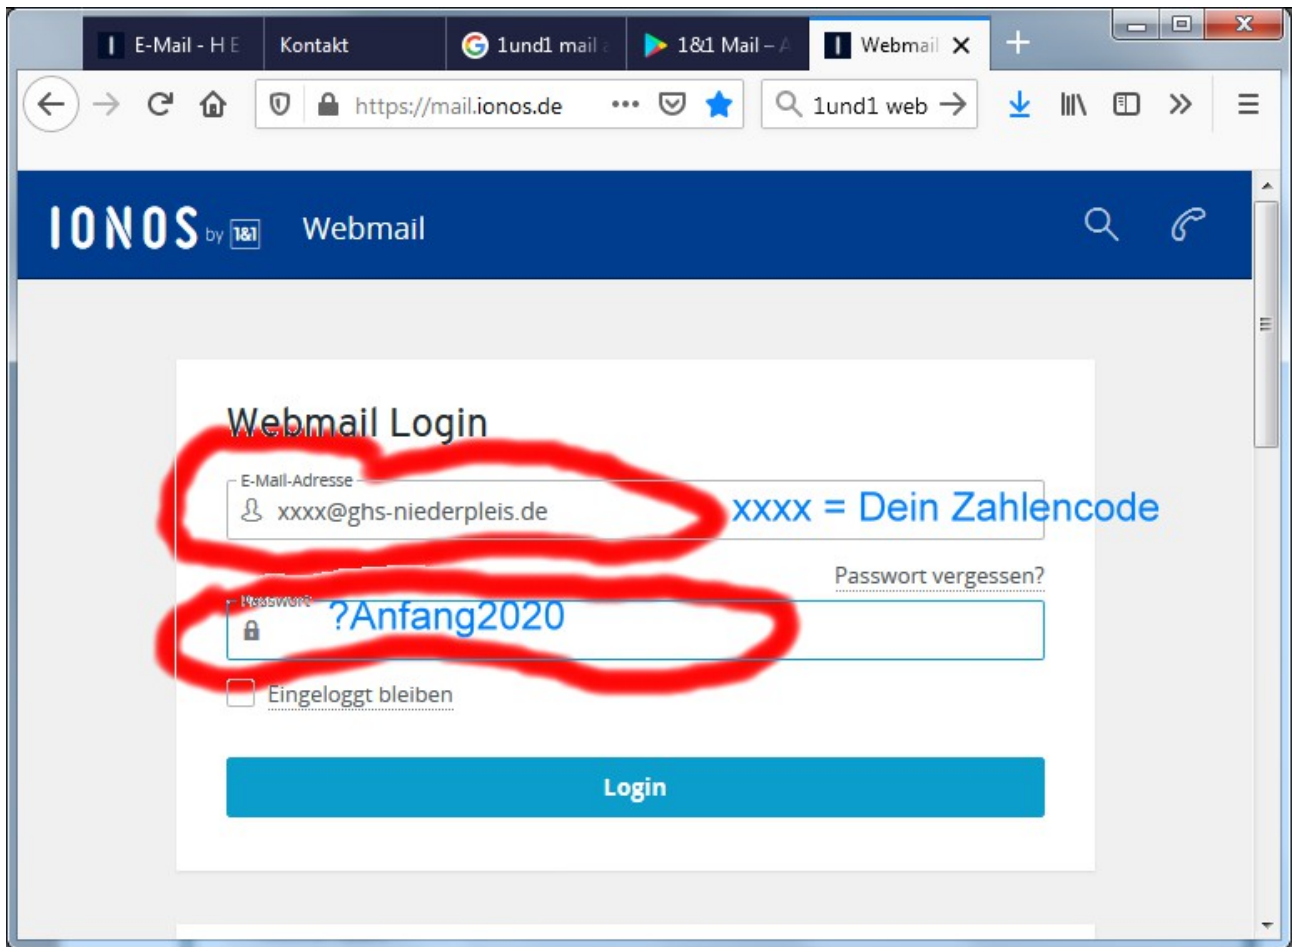 E-Mail - H E
Kontakt
1und1 mail a
1&1 Mail – A
Webmail
https://mail.ionos.de
1und1 web
IONOS by 1&1 Webmail
Webmail Login
E-Mail-Adresse
xxxx@ghs-niederpleis.de
xxxx = Dein Zahlencode
Passwort vergessen?
Passwort
?Anfang2020
Eingeloggt bleiben
Login